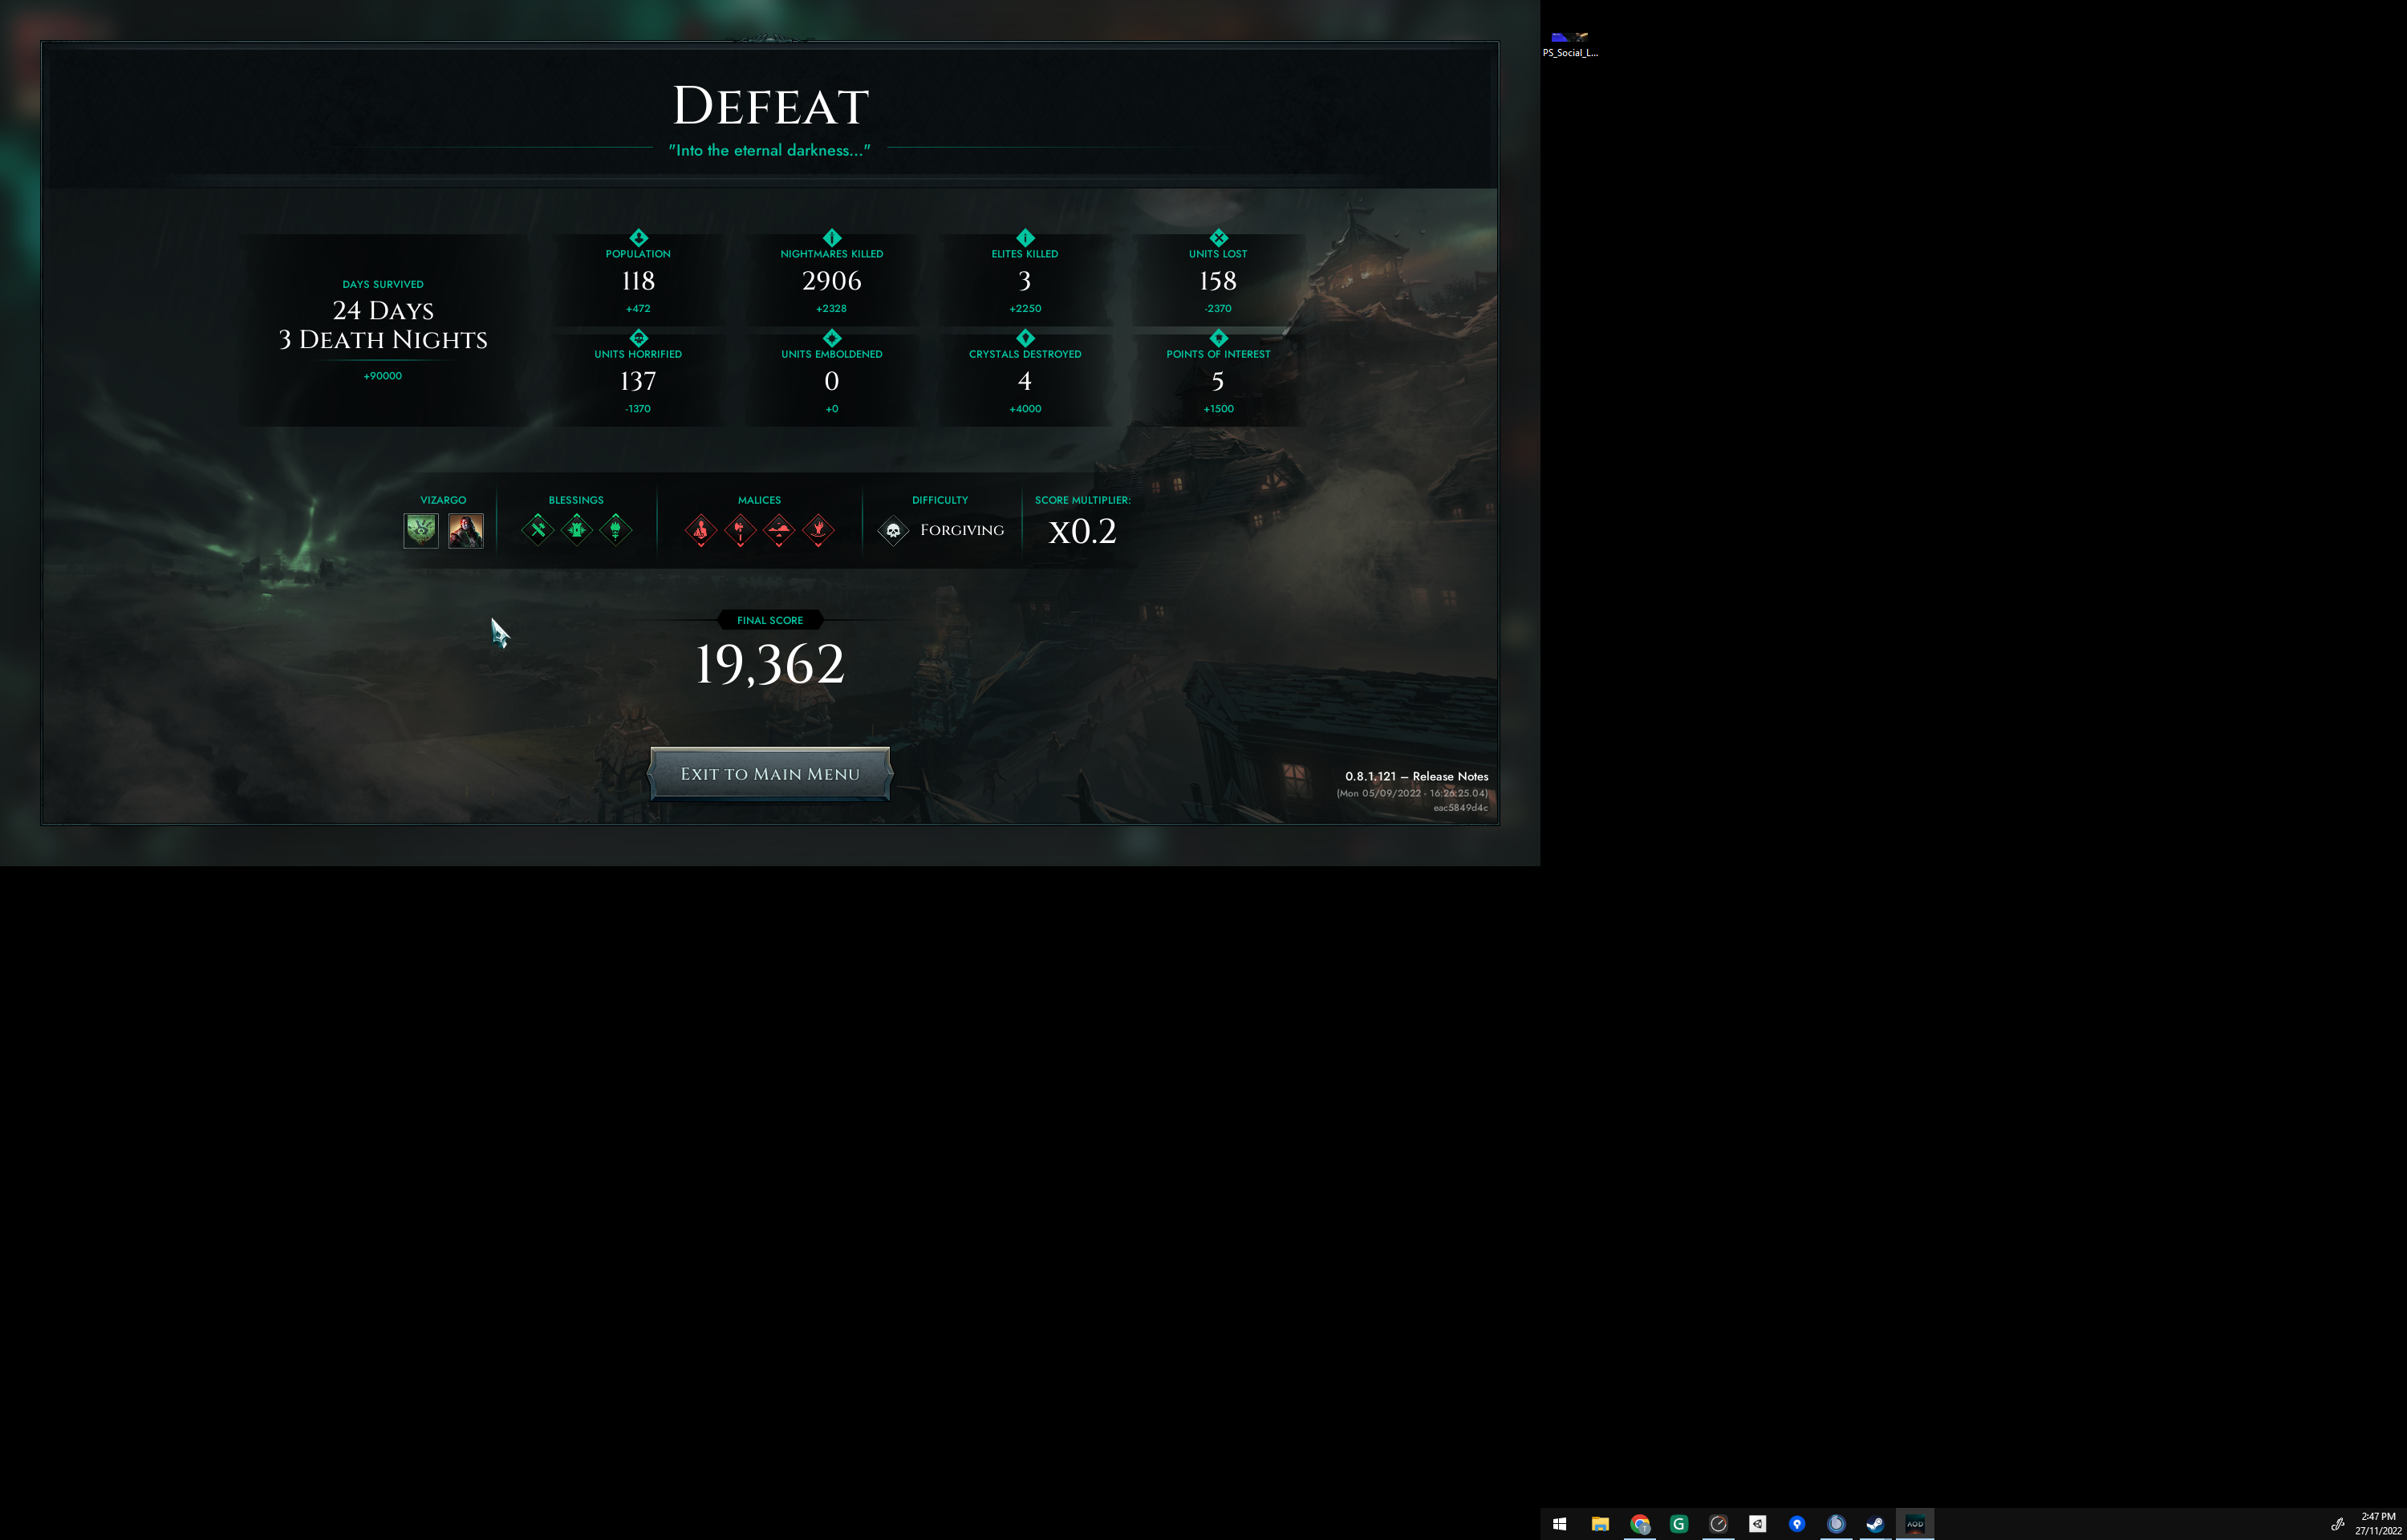 Defeat
"Into the eternal darkness..."
DAYS SURVIVED
24 Days
3 Death Nights
+90000
POPULATION
118
+472
NIGHTMARES KILLED
2906
+2328
ELITES KILLED
3
+2250
UNITS LOST
158
-2370
UNITS HORRIFIED
137
-1370
UNITS EMBOLDENED
0
+0
CRYSTALS DESTROYED
4
+4000
POINTS OF INTEREST
5
+1500
VIZARGO
BLESSINGS
MALICES
DIFFICULTY
Forgiving
SCORE MULTIPLIER:
x0.2
FINAL SCORE
19,362
Exit to Main Menu
0.8.1.121 – Release Notes
(Mon 05/09/2022 - 16:26:25.04)
eac5849d4c
PS_Social_L...
AOD
2:47 PM
27/11/2022